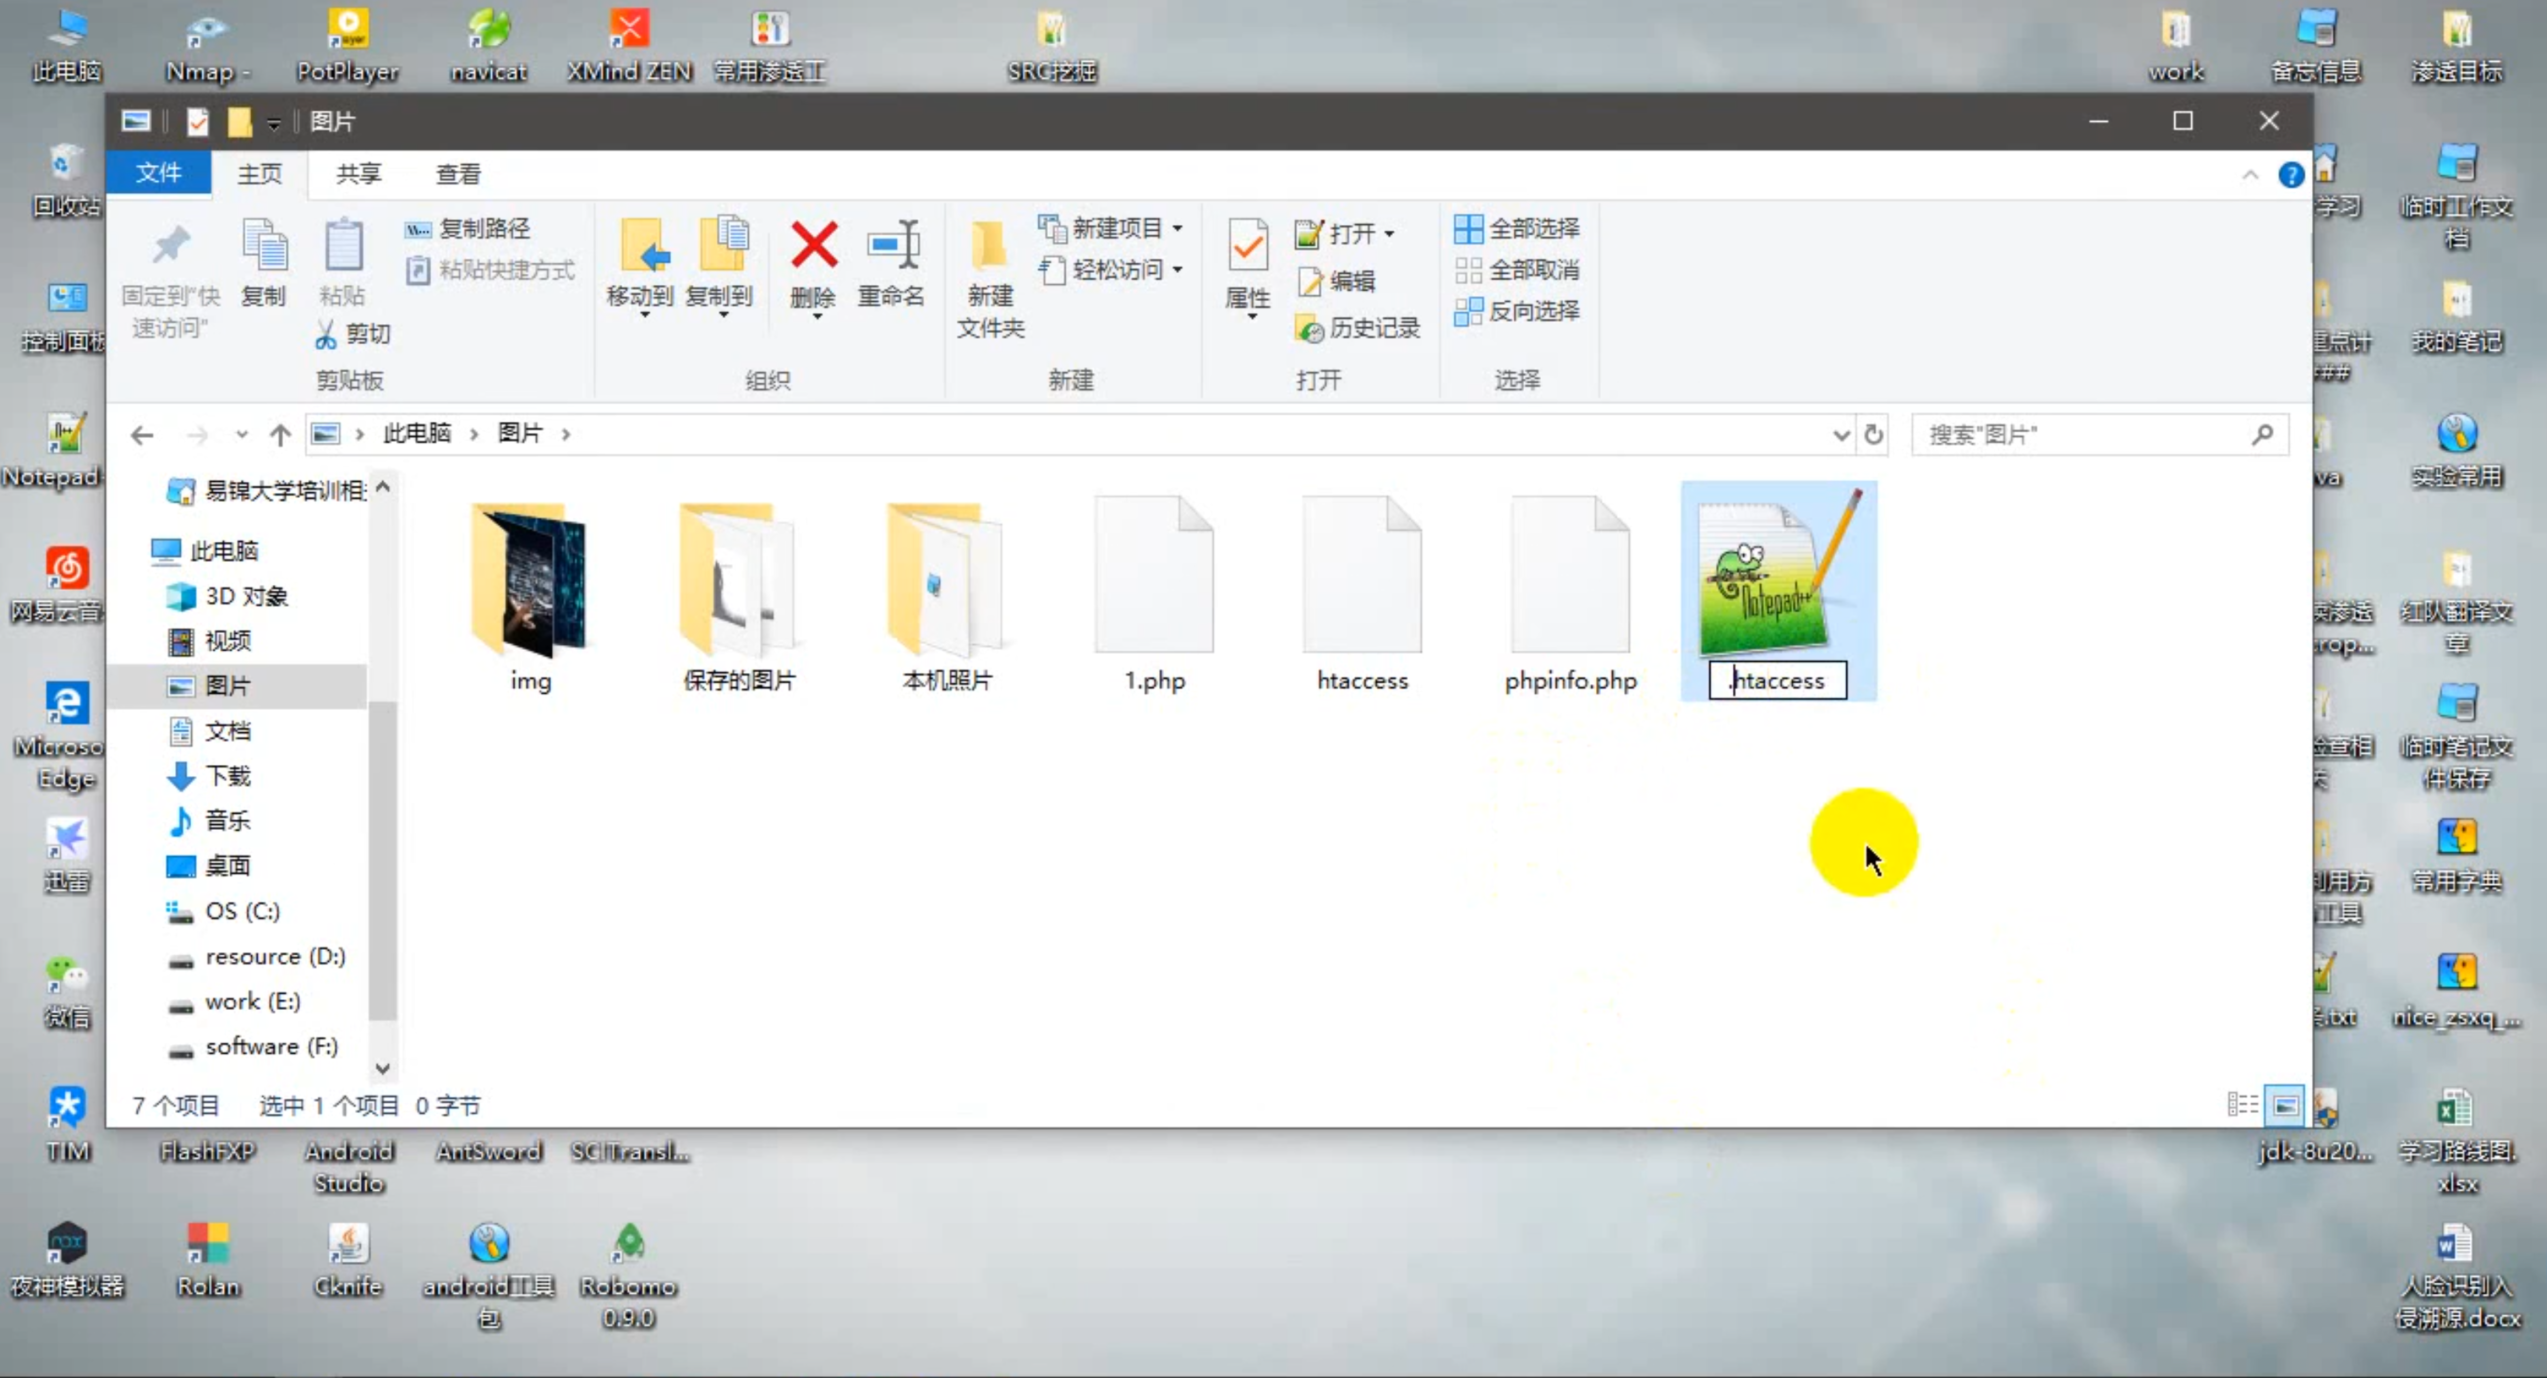 此电脑
Nmap -
PotPlayer
navicat
XMind ZEN
常用渗透工
SRC挖掘
work
备忘信息
渗透目标
图片
文件
主页
共享
查看
回收站
学习
临时工作文
档
固定到"快
速访问"
复制
粘贴
复制路径
粘贴快捷方式
剪切
剪贴板
移动到
复制到
删除
重命名
组织
新建
文件夹
新建项目
轻松访问
新建
属性
打开
编辑
历史记录
打开
全部选择
全部取消
反向选择
选择
控制面板
重点计
###
我的笔记
此电脑
图片
搜索"图片"
Notepad
实验常用
易锦大学培训相
此电脑
3D 对象
视频
图片
文档
下载
音乐
桌面
OS (C:)
resource (D:)
work (E:)
software (F:)
img
保存的图片
本机照片
1.php
htaccess
phpinfo.php
.htaccess
网易云音
红队翻译文
章
Microso
Edge
临时笔记文
件保存
迅雷
利用方
工具
常用字典
微信
.txt
nice_zsxq_...
7 个项目
选中 1 个项目
0 字节
TIM
FlashFXP
Android
Studio
AntSword
SCITransl...
jdk-8u20...
学习路线图.
xlsx
夜神模拟器
Rolan
Cknife
android工具
包
Robomo
0.9.0
人脸识别入
侵溯源.docx